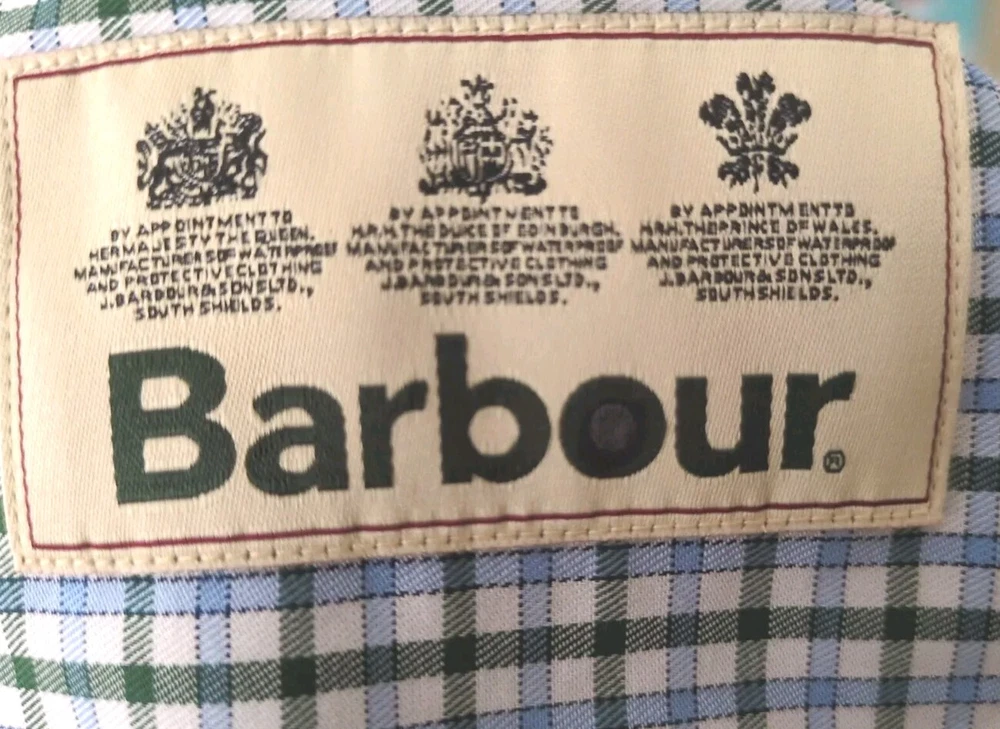 BY APPOINTMENT TO
HER MAJESTY THE QUEEN.
MANUFACTURERS OF WATERPROOF
AND PROTECTIVE CLOTHING
J.BARBOUR & SONS LTD.,
SOUTH SHIELDS.
BY APPOINTMENT TO
H.R.H. THE DUKE OF EDINBURGH.
MANUFACTURERS OF WATERPROOF
AND PROTECTIVE CLOTHING
J.BARBOUR & SONS LTD.,
SOUTH SHIELDS.
BY APPOINTMENT TO
H.R.H. THE PRINCE OF WALES.
MANUFACTURERS OF WATERPROOF
AND PROTECTIVE CLOTHING
J.BARBOUR & SONS LTD.,
SOUTH SHIELDS.
Barbour®